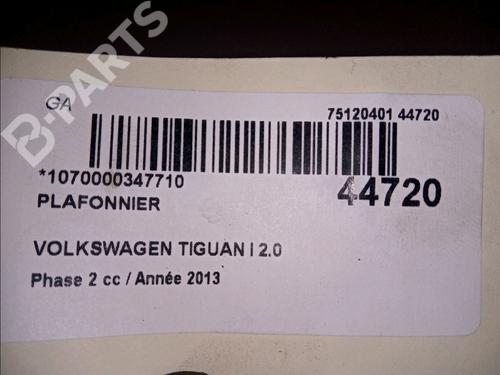 GA
75120401 44720
*1070000347710
44720
PLAFONNIER
VOLKSWAGEN TIGUAN I 2.0
Phase 2 cc / Année 2013
B-PARTS